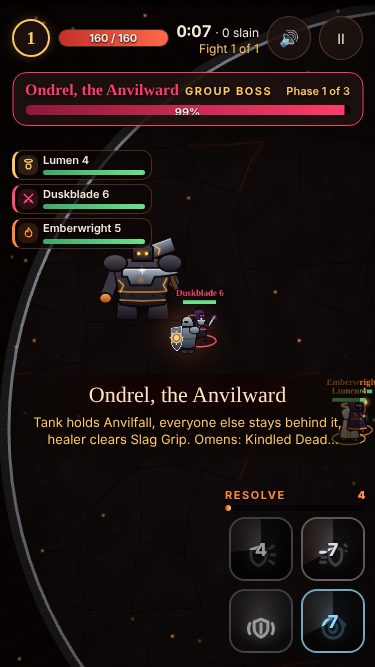 1
160 / 160
0:07 · 0 slain
Fight 1 of 1
Ondrel, the Anvilward GROUP BOSS Phase 1 of 3
99%
Lumen 4
Duskblade 6
Emberwright 5
Duskblade 6
Ondrel, the Anvilward
Tank holds Anvilfall, everyone else stays behind it,
healer clears Slag Grip. Omens: Kindled Dead...
RESOLVE 4
4
7
7